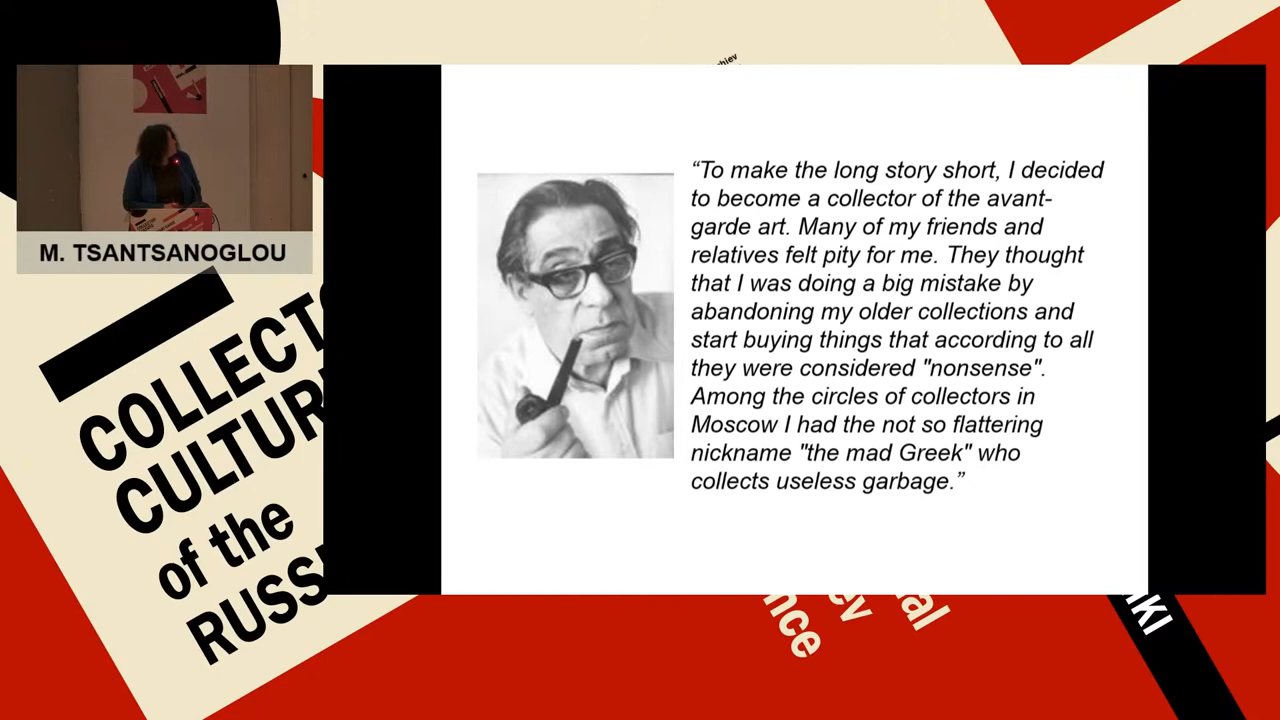 M. TSANTSANOGLOU
“To make the long story short, I decided
to become a collector of the avant-
garde art. Many of my friends and
relatives felt pity for me. They thought
that I was doing a big mistake by
abandoning my older collections and
start buying things that according to all
they were considered "nonsense".
Among the circles of collectors in
Moscow I had the not so flattering
nickname "the mad Greek" who
collects useless garbage.”
COLLECT
CULTUR
of the
RUSS